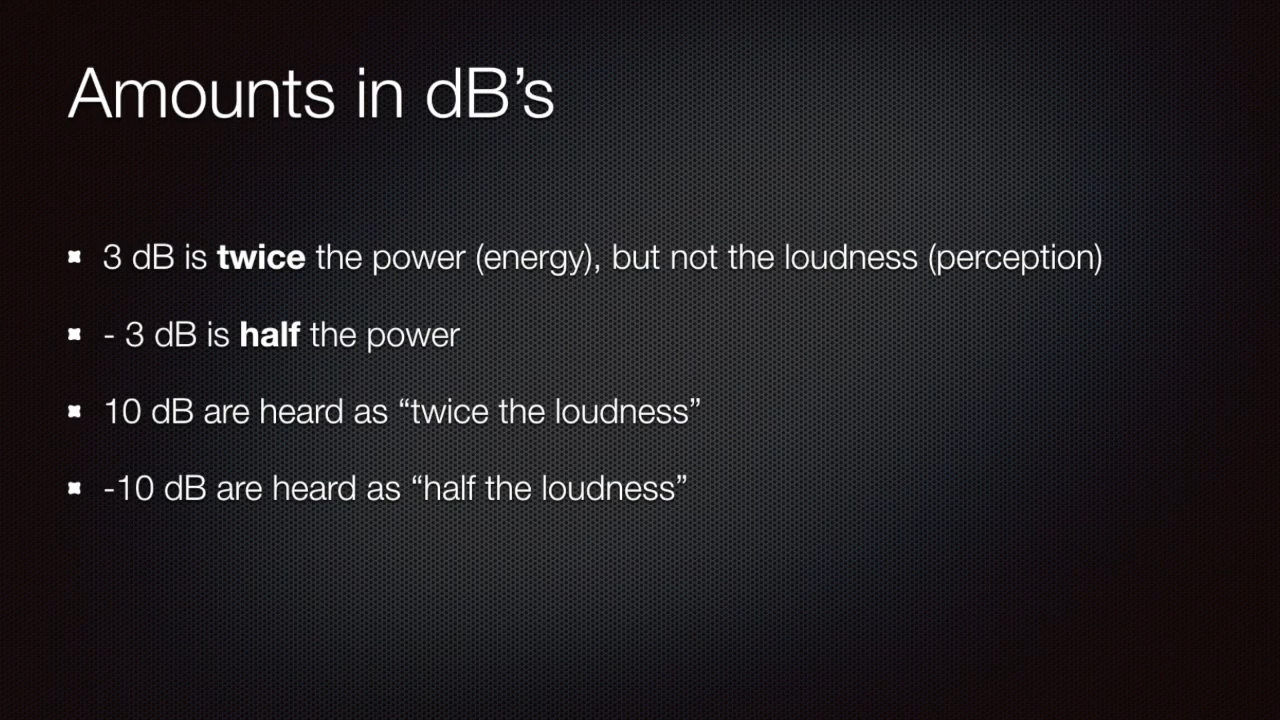 Amounts in dB’s
3 dB is twice the power (energy), but not the loudness (perception)
- 3 dB is half the power
10 dB are heard as “twice the loudness”
-10 dB are heard as “half the loudness”